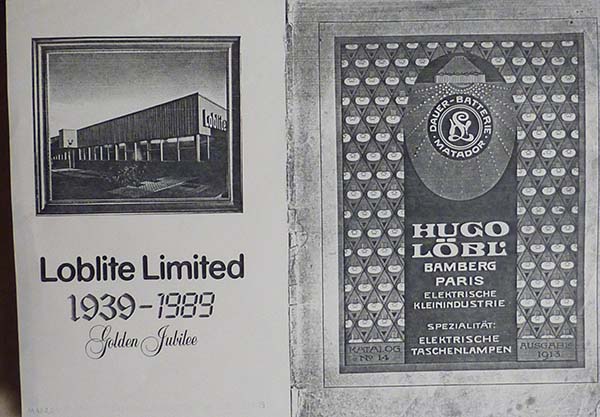 Loblite
Loblite Limited
1939-1989
Golden Jubilee
DAUER-BATTERIE
MATADOR
HUGO
LÖBL'
BAMBERG
PARIS
ELEKTRISCHE
KLEININDUSTRIE
SPEZIALITÄT:
ELEKTRISCHE
TASCHENLAMPEN
KATALOG
No 14
AUSGABE
1913